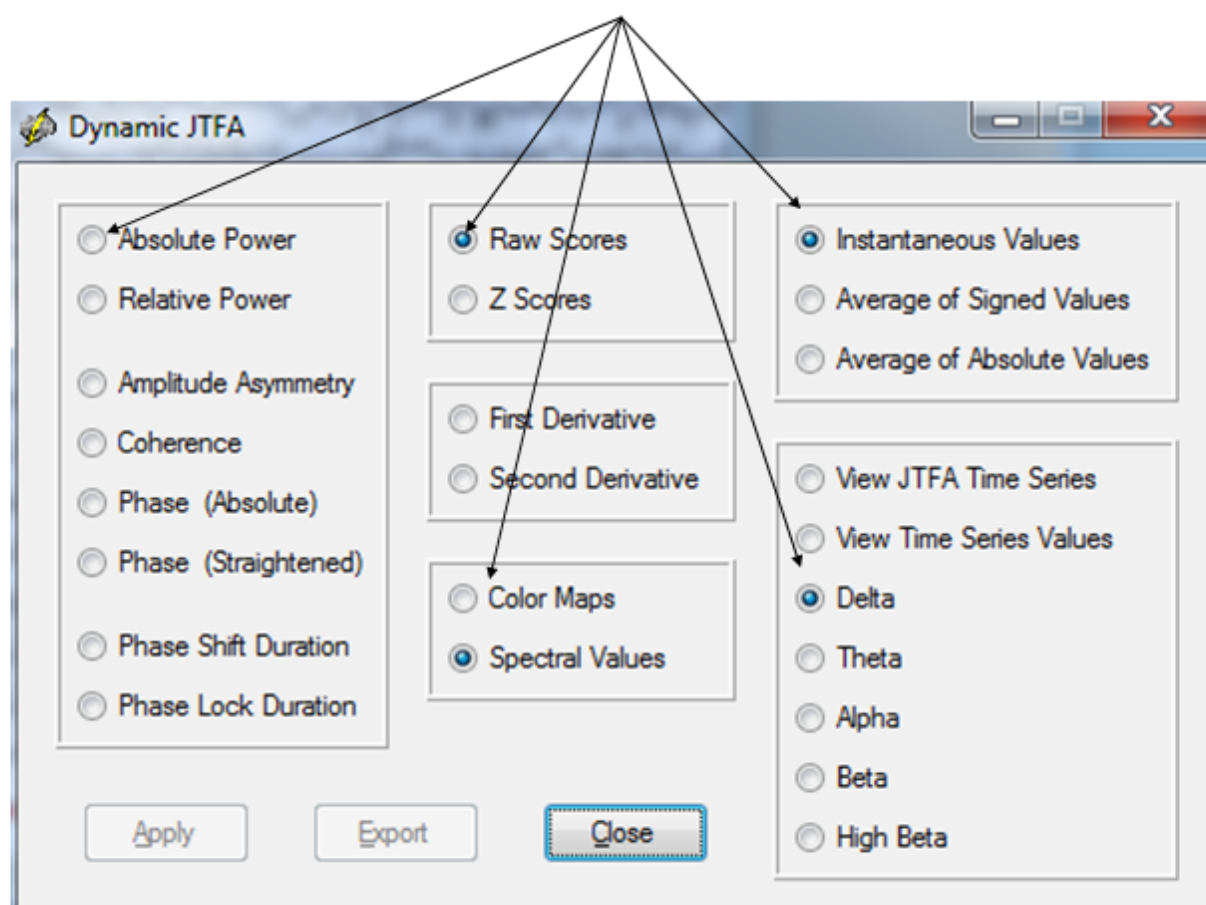 Dynamic JTFA
Absolute Power
Relative Power
Amplitude Asymmetry
Coherence
Phase (Absolute)
Phase (Straightened)
Phase Shift Duration
Phase Lock Duration
Raw Scores
Z Scores
First Derivative
Second Derivative
Color Maps
Spectral Values
Instantaneous Values
Average of Signed Values
Average of Absolute Values
View JTFA Time Series
View Time Series Values
Delta
Theta
Alpha
Beta
High Beta
Apply
Export
Close